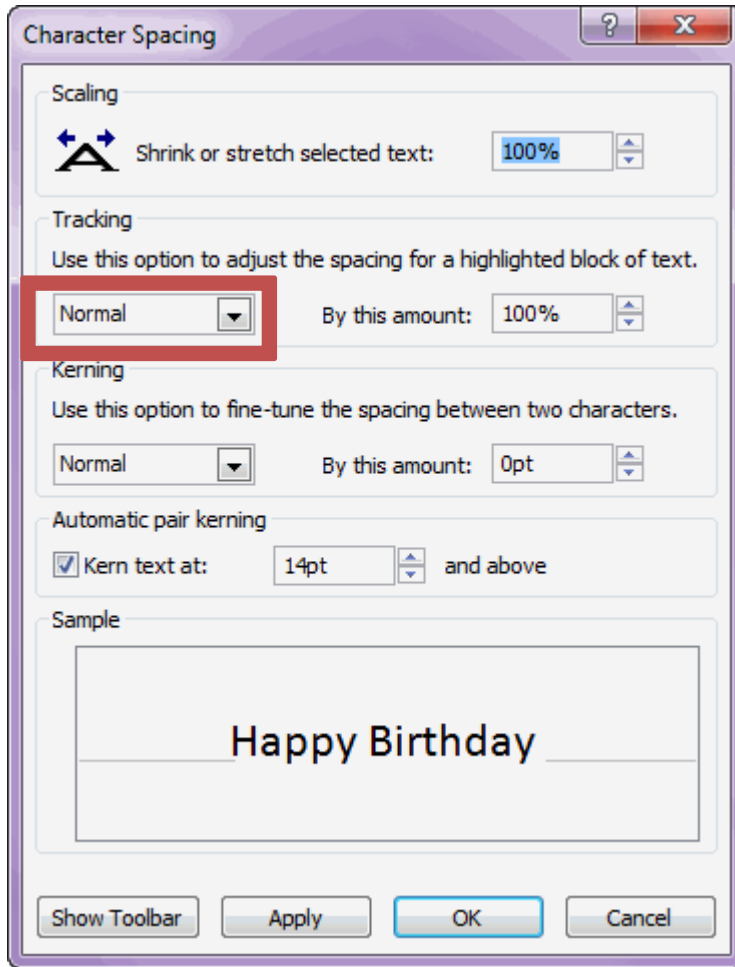 Character Spacing
Scaling
Shrink or stretch selected text: 100%
Tracking
Use this option to adjust the spacing for a highlighted block of text.
Normal By this amount: 100%
Kerning
Use this option to fine-tune the spacing between two characters.
Normal By this amount: 0pt
Automatic pair kerning
Kern text at: 14pt and above
Sample
Happy Birthday
Show Toolbar Apply OK Cancel